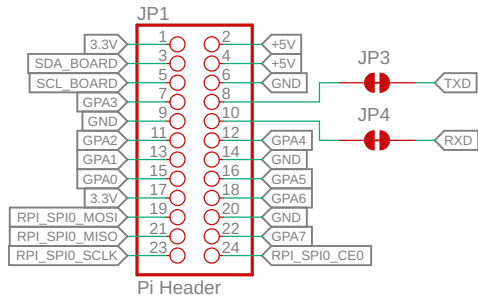 JP1
3.3V 1 2 +5V
SDA_BOARD 3 4 +5V JP3
SCL_BOARD 5 6 GND TXD
GPA3 7 8
GND 9 10 JP4
GPA2 11 12 GPA4 RXD
GPA1 13 14 GND
GPA0 15 16 GPA5
3.3V 17 18 GPA6
RPI_SPI0_MOSI 19 20 GND
RPI_SPI0_MISO 21 22 GPA7
RPI_SPI0_SCLK 23 24 RPI_SPI0_CE0
Pi Header